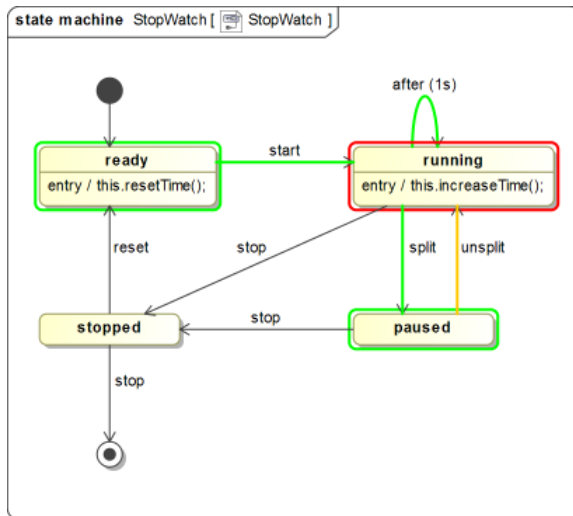 state machine StopWatch [ StopWatch ]
after (1s)
ready
start
running
entry / this.resetTime();
entry / this.increaseTime();
reset
stop
split
unsplit
stopped
stop
paused
stop